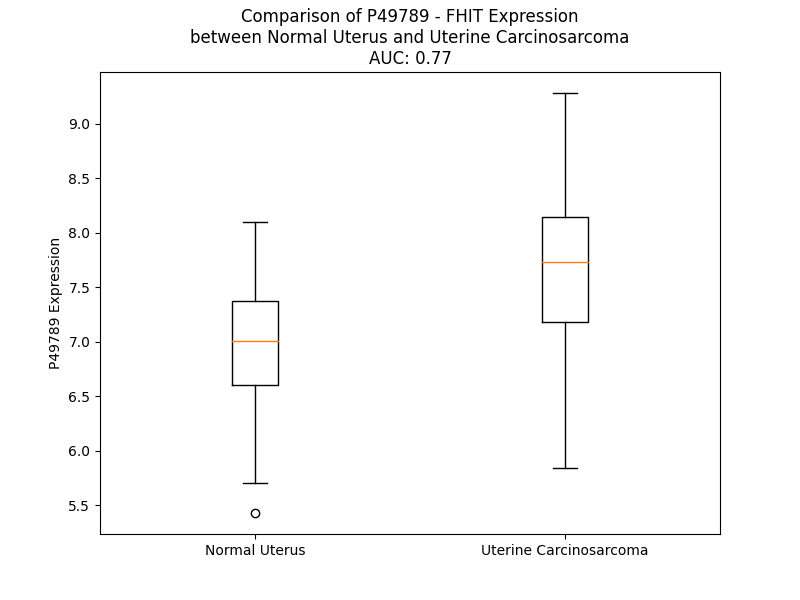 Comparison of P49789 - FHIT Expression
between Normal Uterus and Uterine Carcinosarcoma
AUC: 0.77
9.0
8.5
8.0
7.5
7.0
6.5
6.0
5.5
P49789 Expression
Normal Uterus
Uterine Carcinosarcoma